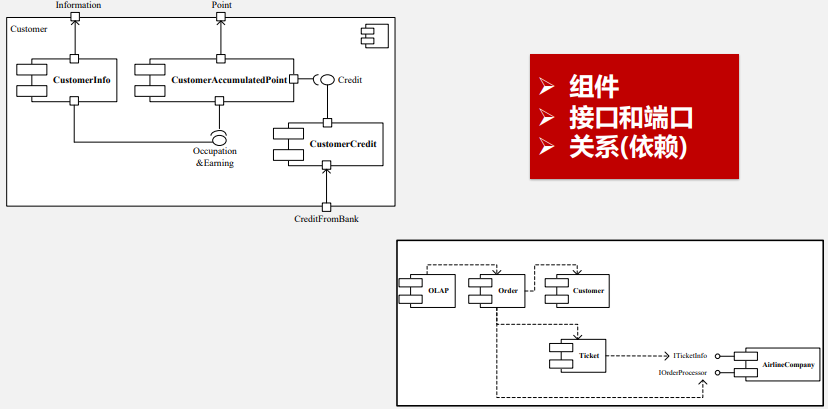 Information
Point
Customer
CustomerInfo
CustomerAccumulatedPoint
Credit
Occupation
&Earning
CustomerCredit
CreditFromBank
组件
接口和端口
关系(依赖)
OLAP
Order
Customer
Ticket
ITicketInfo
IOrderProcessor
AirlineCompany